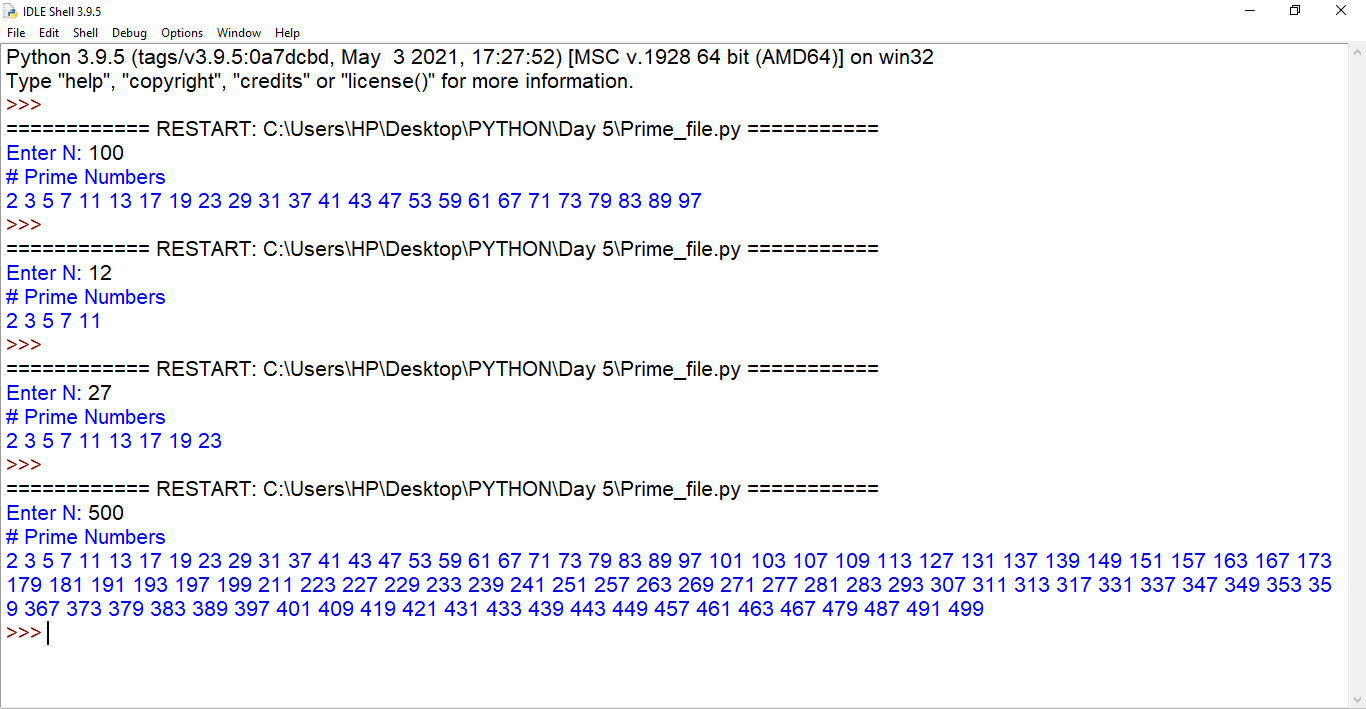 IDLE Shell 3.9.5
File Edit Shell Debug Options Window Help
Python 3.9.5 (tags/v3.9.5:0a7dcbd, May  3 2021, 17:27:52) [MSC v.1928 64 bit (AMD64)] on win32
Type "help", "copyright", "credits" or "license()" for more information.
>>>
============ RESTART: C:\Users\HP\Desktop\PYTHON\Day 5\Prime_file.py ===========
Enter N: 100
# Prime Numbers
2 3 5 7 11 13 17 19 23 29 31 37 41 43 47 53 59 61 67 71 73 79 83 89 97
>>>
============ RESTART: C:\Users\HP\Desktop\PYTHON\Day 5\Prime_file.py ===========
Enter N: 12
# Prime Numbers
2 3 5 7 11
>>>
============ RESTART: C:\Users\HP\Desktop\PYTHON\Day 5\Prime_file.py ===========
Enter N: 27
# Prime Numbers
2 3 5 7 11 13 17 19 23
>>>
============ RESTART: C:\Users\HP\Desktop\PYTHON\Day 5\Prime_file.py ===========
Enter N: 500
# Prime Numbers
2 3 5 7 11 13 17 19 23 29 31 37 41 43 47 53 59 61 67 71 73 79 83 89 97 101 103 107 109 113 127 131 137 139 149 151 157 163 167 173
179 181 191 193 197 199 211 223 227 229 233 239 241 251 257 263 269 271 277 281 283 293 307 311 313 317 331 337 347 349 353 35
9 367 373 379 383 389 397 401 409 419 421 431 433 439 443 449 457 461 463 467 479 487 491 499
>>>